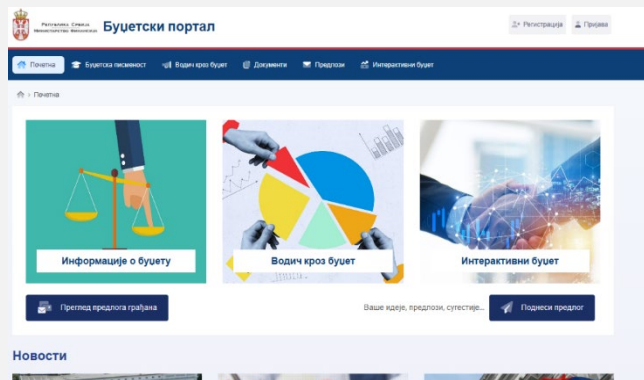 Република Србија
Министарство финансија
Буџетски портал
Регистрација
Пријава
Почетна
Буџетска писменост
Водич кроз буџет
Документи
Предлози
Интерактивни буџет
Почетна
Информације о буџету
Водич кроз буџет
Интерактивни буџет
Преглед предлога грађана
Ваше идеје, предлози, сугестије...
Поднеси предлог
Новости